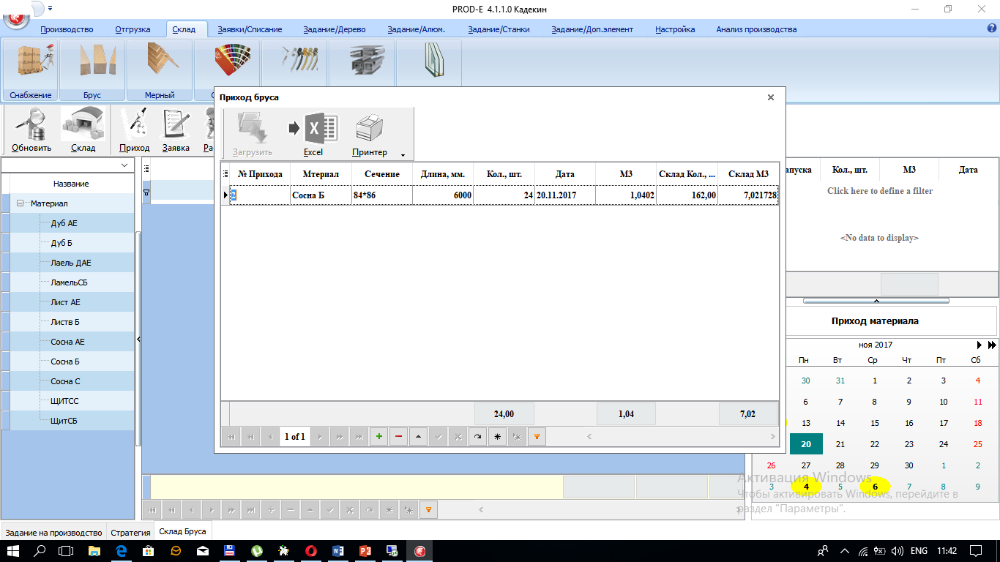 PROD-E 4.1.1.0 Кадекин
Производство Отгрузка Склад Заявки/Списание Задание/Дерево Задание/Алюм. Задание/Станки Задание/Доп.элемент Настройка Анализ производства
Снабжение Брус Мерный
Обновить Склад Приход Заявка
Название
Материал
Дуб АЕ
Дуб Б
Лаель ДАЕ
ЛамельСБ
Лист АЕ
Листв Б
Сосна АЕ
Сосна Б
Сосна С
ЩИТСС
ЩитСБ
Приход бруса
Загрузить Excel Принтер
№ Прихода Мтериал Сечение Длина, мм. Кол., шт. Дата М3 Склад Кол., ... Склад М3
2 Сосна Б 84*86 6000 24 20.11.2017 1,0402 162,00 7,021728
24,00 1,04 7,02
1 of 1
апуска Кол., шт. М3 Дата
Click here to define a filter
<No data to display>
Приход материала
ноя 2017
Пн Вт Ср Чт Пт Сб
30 31 1 2 3 4
6 7 8 9 10 11
13 14 15 16 17 18
20 21 22 23 24 25
26 27 28 29 30 1 2
3 4 5 6 7 8 9
Активация Windows
Чтобы активировать Windows, перейдите в
раздел "Параметры".
Задание на производство Стратегия Склад Бруса
ENG 11:42